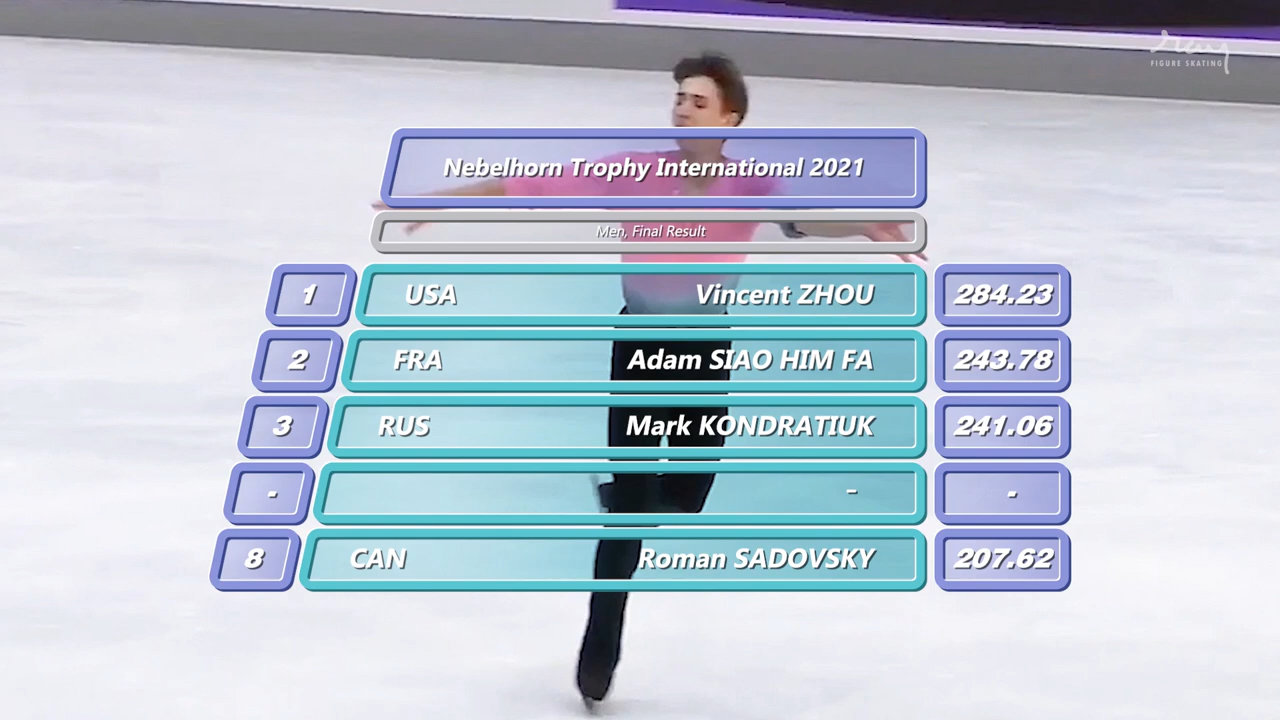 FIGURE SKATING
Nebelhorn Trophy International 2021
Men, Final Result
1 USA Vincent ZHOU 284.23
2 FRA Adam SIAO HIM FA 243.78
3 RUS Mark KONDRATIUK 241.06
- - -
8 CAN Roman SADOVSKY 207.62